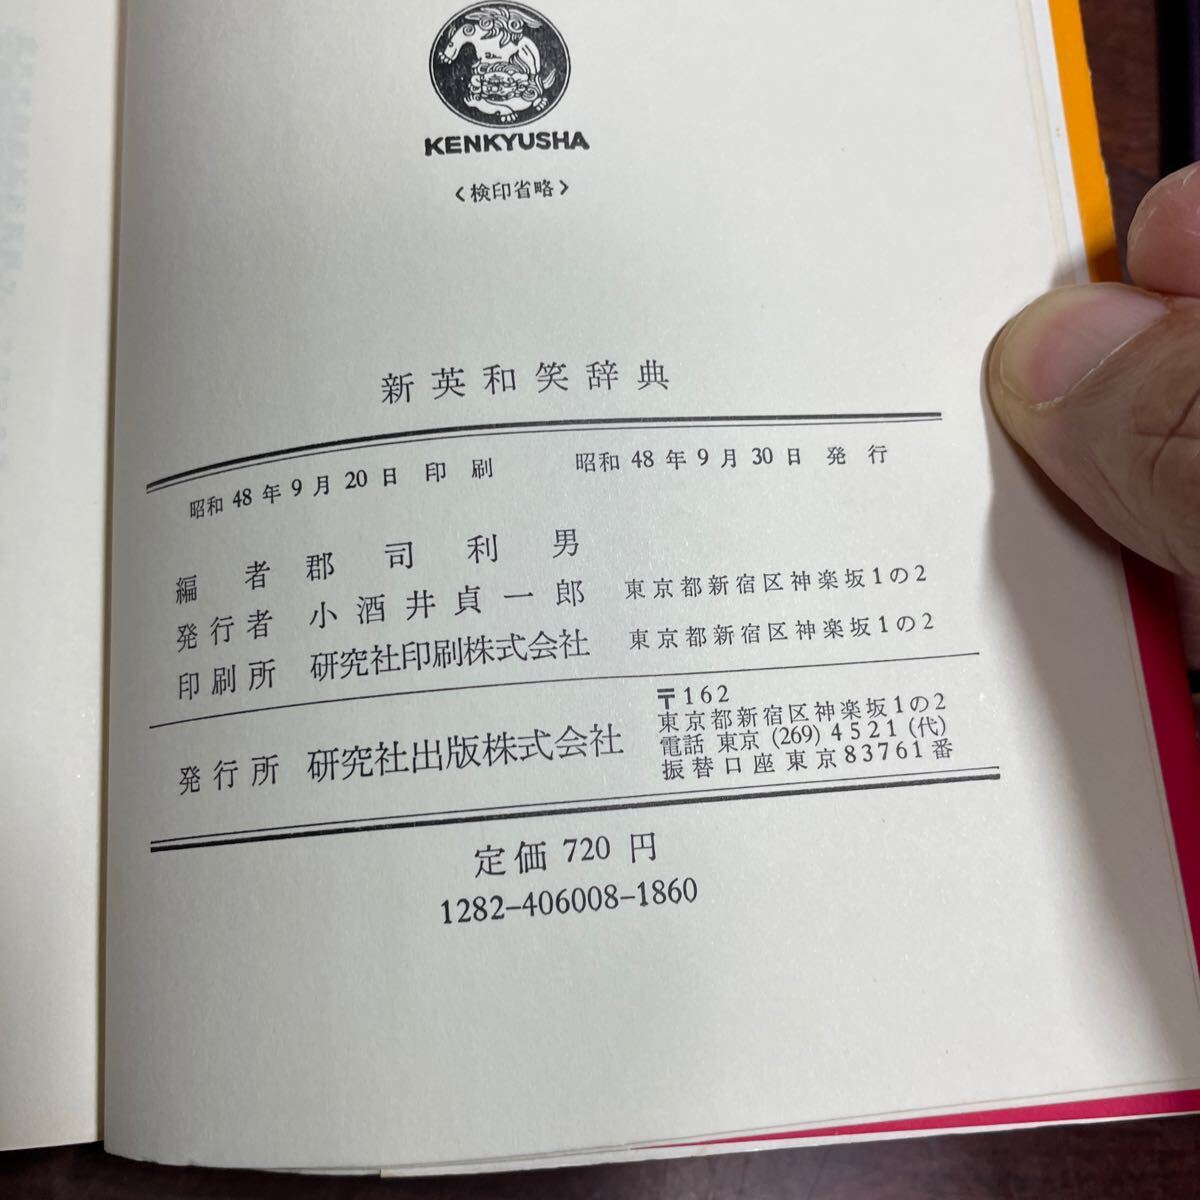 KENKYUSHA
〈検印省略〉
新英和笑辞典
昭和48年9月20日 印刷 昭和48年9月30日 発行
編者 郡司利男
発行者 小酒井貞一郎 東京都新宿区神楽坂1の2
印刷所 研究社印刷株式会社 東京都新宿区神楽坂1の2
発行所 研究社出版株式会社
〒162
東京都新宿区神楽坂1の2
電話 東京 (269) 4521 (代)
振替口座東京83761番
定価 720 円
1282-406008-1860